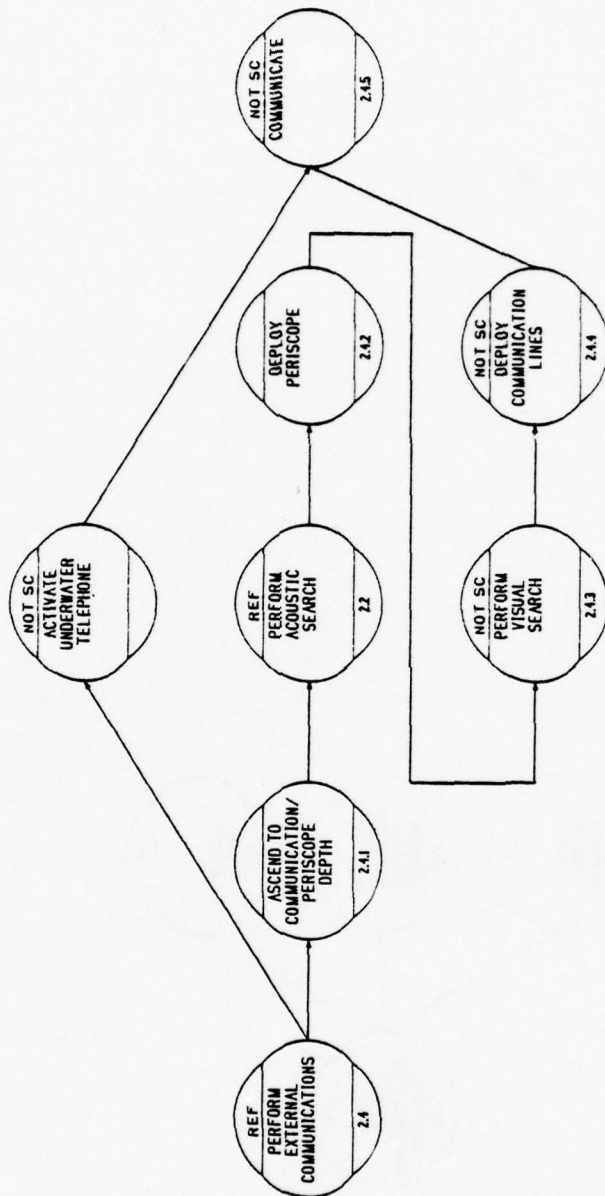 REF
PERFORM
EXTERNAL
COMMUNICATIONS
2.4
NOT SC
ACTIVATE
UNDERWATER
TELEPHONE
ASCEND TO
COMMUNICATION/
PERISCOPE
DEPTH
2.4.1
REF
PERFORM
ACOUSTIC
SEARCH
2.2
DEPLOY
PERISCOPE
2.4.2
NOT SC
PERFORM
VISUAL
SEARCH
2.4.3
NOT SC
DEPLOY
COMMUNICATION
LINES
2.4.4
NOT SC
COMMUNICATE
2.4.5